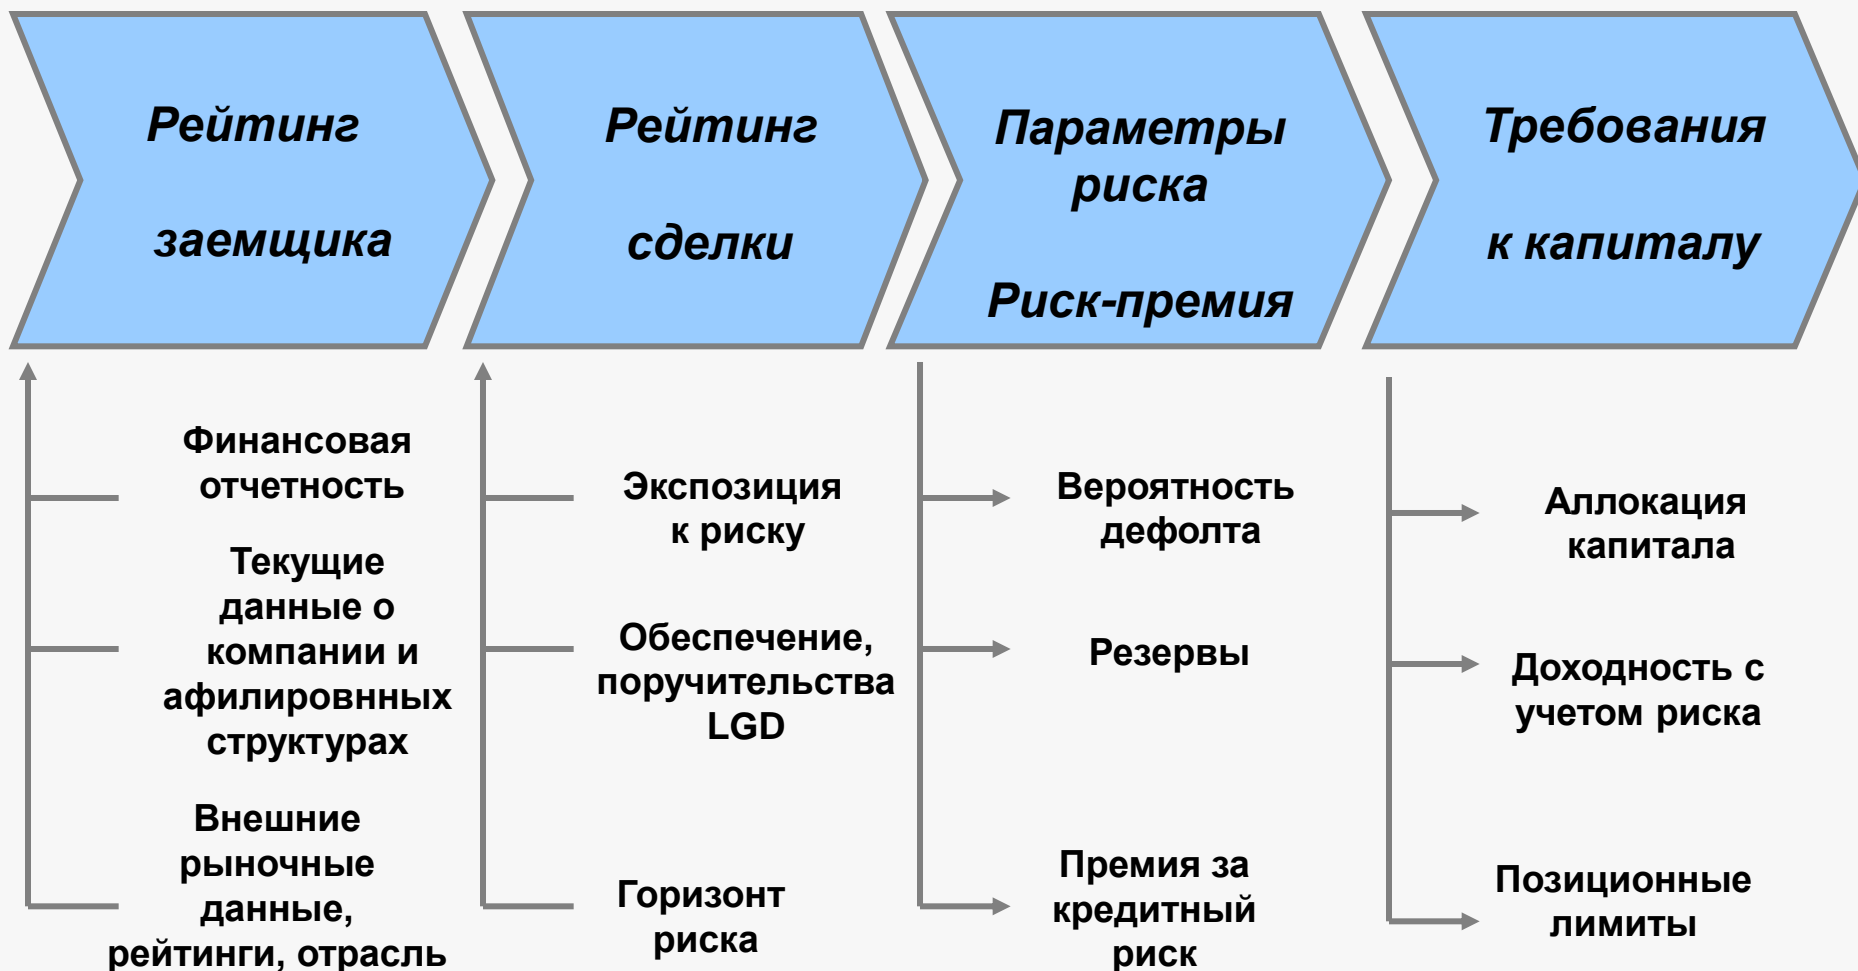 Рейтинг
заемщика
Рейтинг
сделки
Параметры
риска
Риск-премия
Требования
к капиталу
Финансовая
отчетность
Текущие
данные о
компании и
афилировнных
структурах
Внешние
рыночные
данные,
рейтинги, отрасль
Экспозиция
к риску
Обеспечение,
поручительства
LGD
Горизонт
риска
Вероятность
дефолта
Резервы
Премия за
кредитный
риск
Аллокация
капитала
Доходность с
учетом риска
Позиционные
лимиты